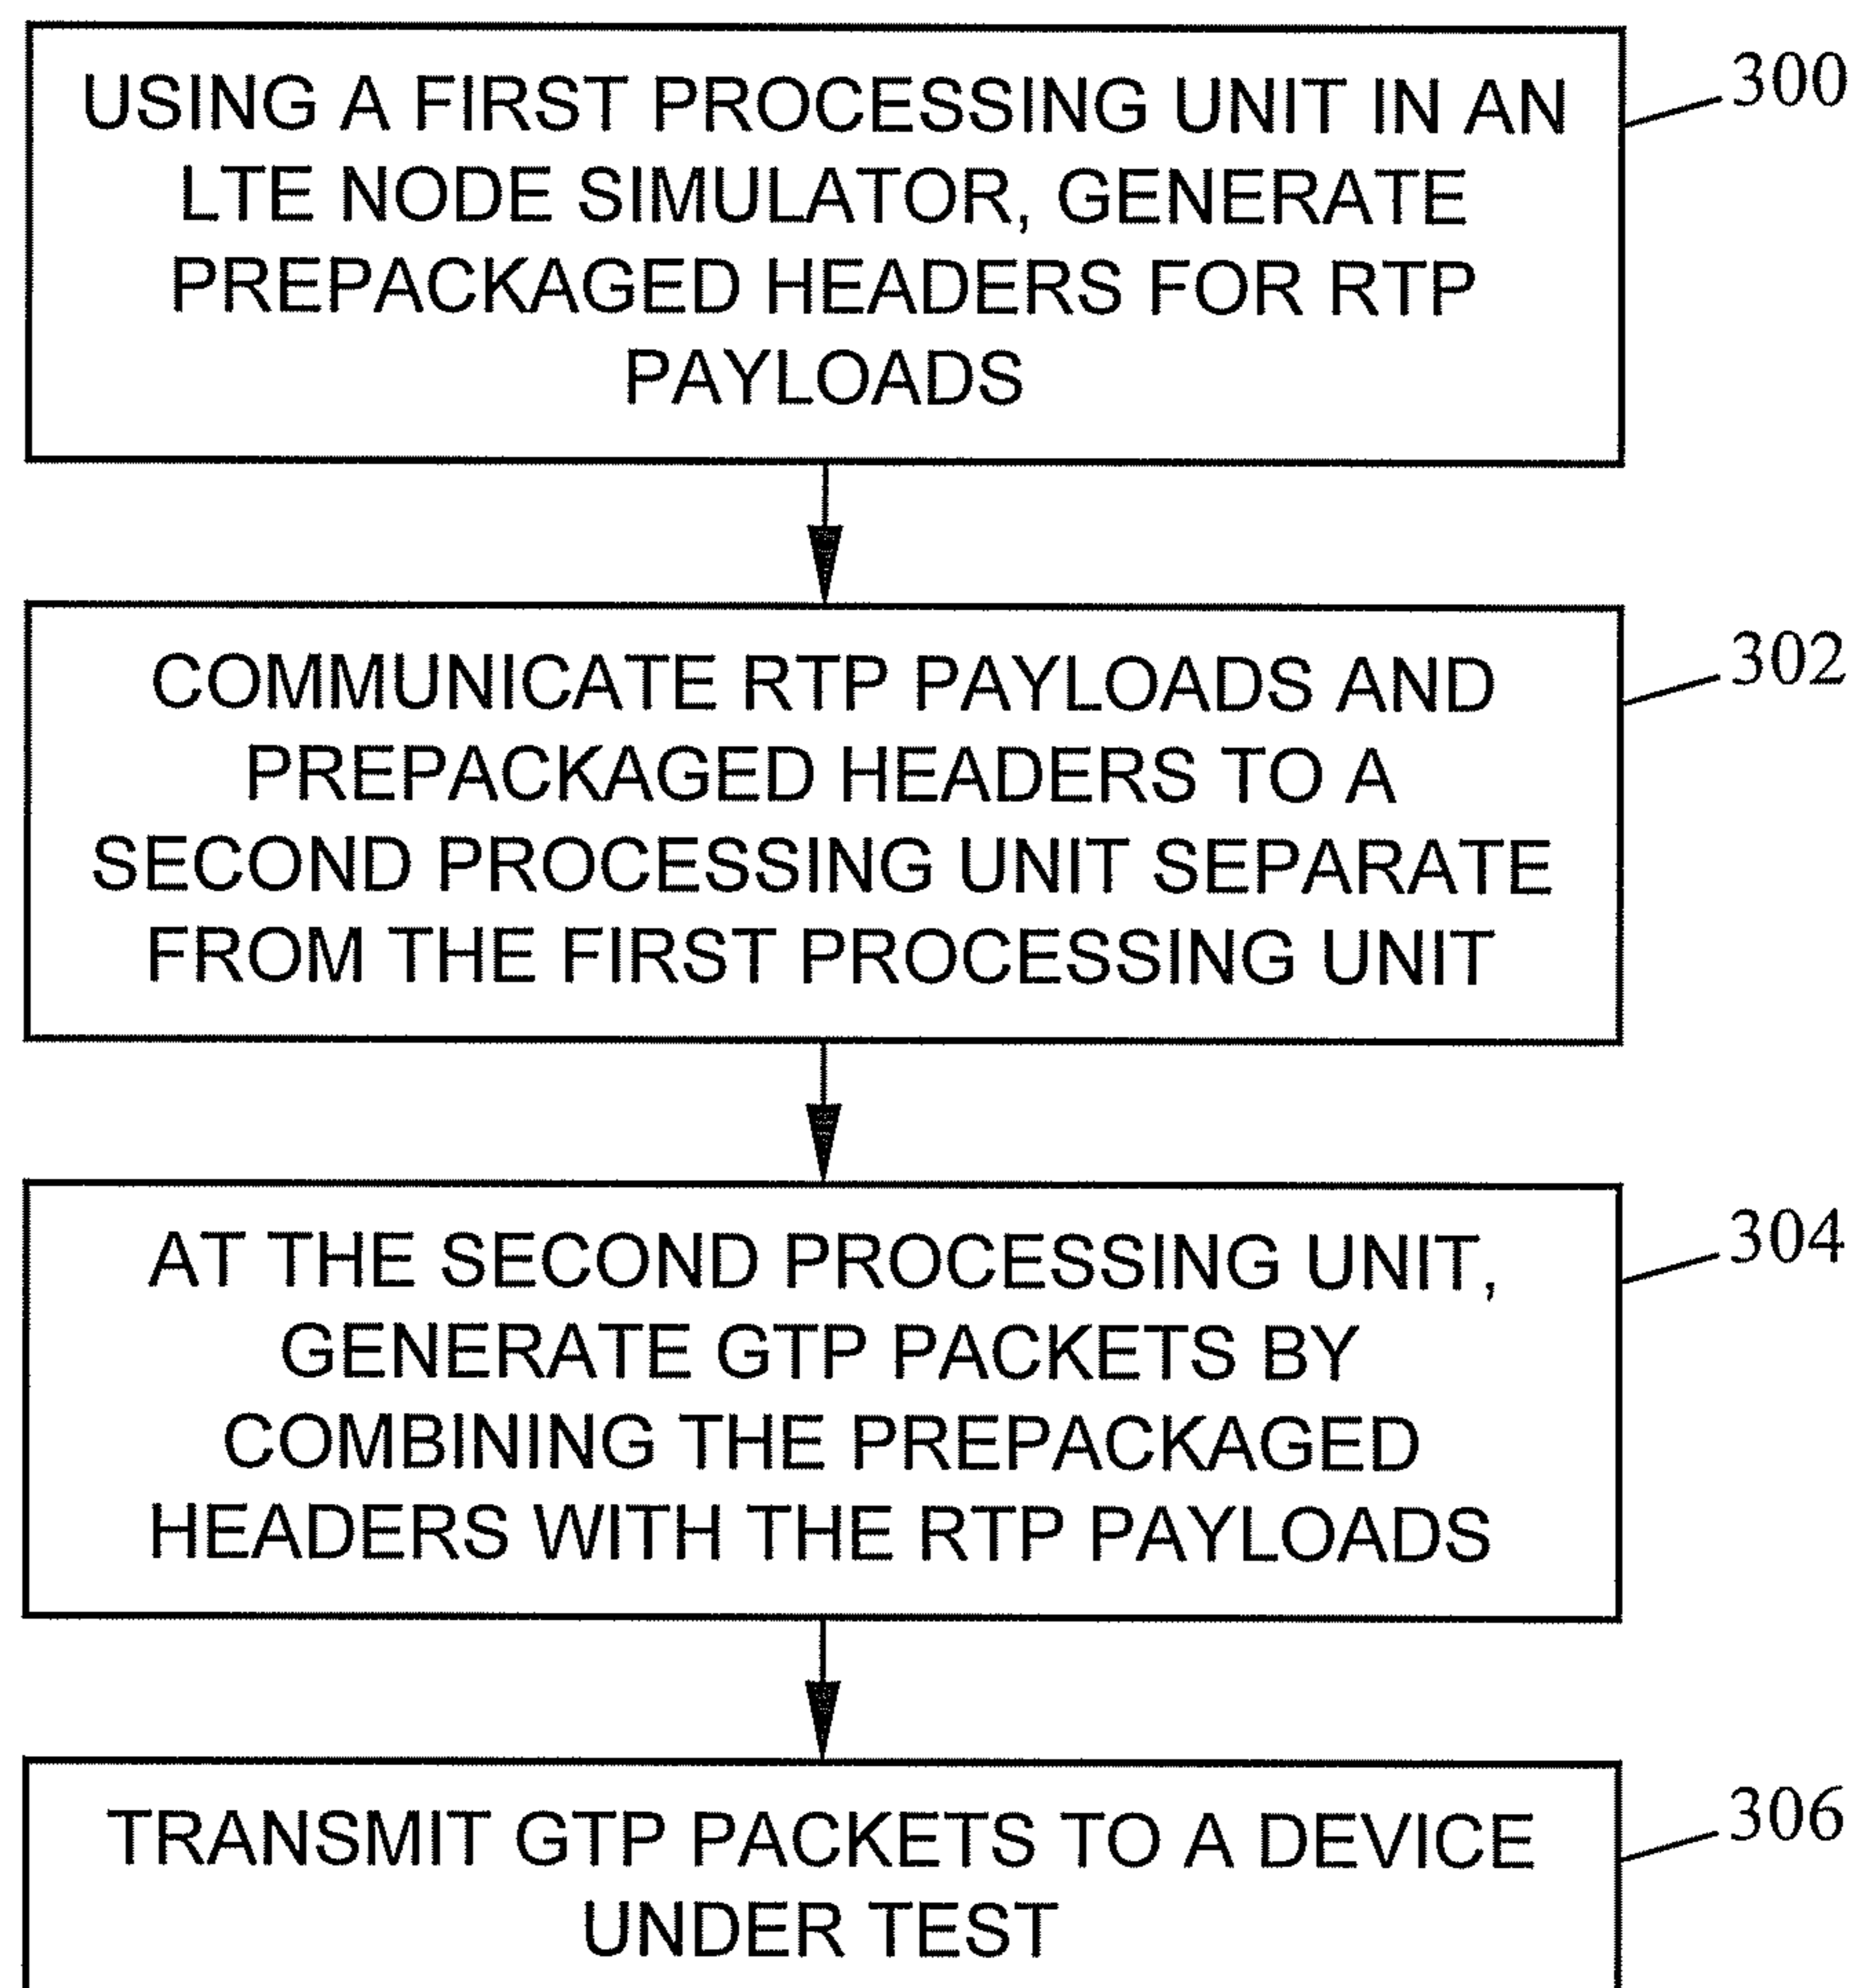 USING A FIRST PROCESSING UNIT IN AN
LTE NODE SIMULATOR, GENERATE
PREPACKAGED HEADERS FOR RTP
PAYLOADS
300
COMMUNICATE RTP PAYLOADS AND
PREPACKAGED HEADERS TO A
SECOND PROCESSING UNIT SEPARATE
FROM THE FIRST PROCESSING UNIT
302
AT THE SECOND PROCESSING UNIT,
GENERATE GTP PACKETS BY
COMBINING THE PREPACKAGED
HEADERS WITH THE RTP PAYLOADS
304
TRANSMIT GTP PACKETS TO A DEVICE
UNDER TEST
306